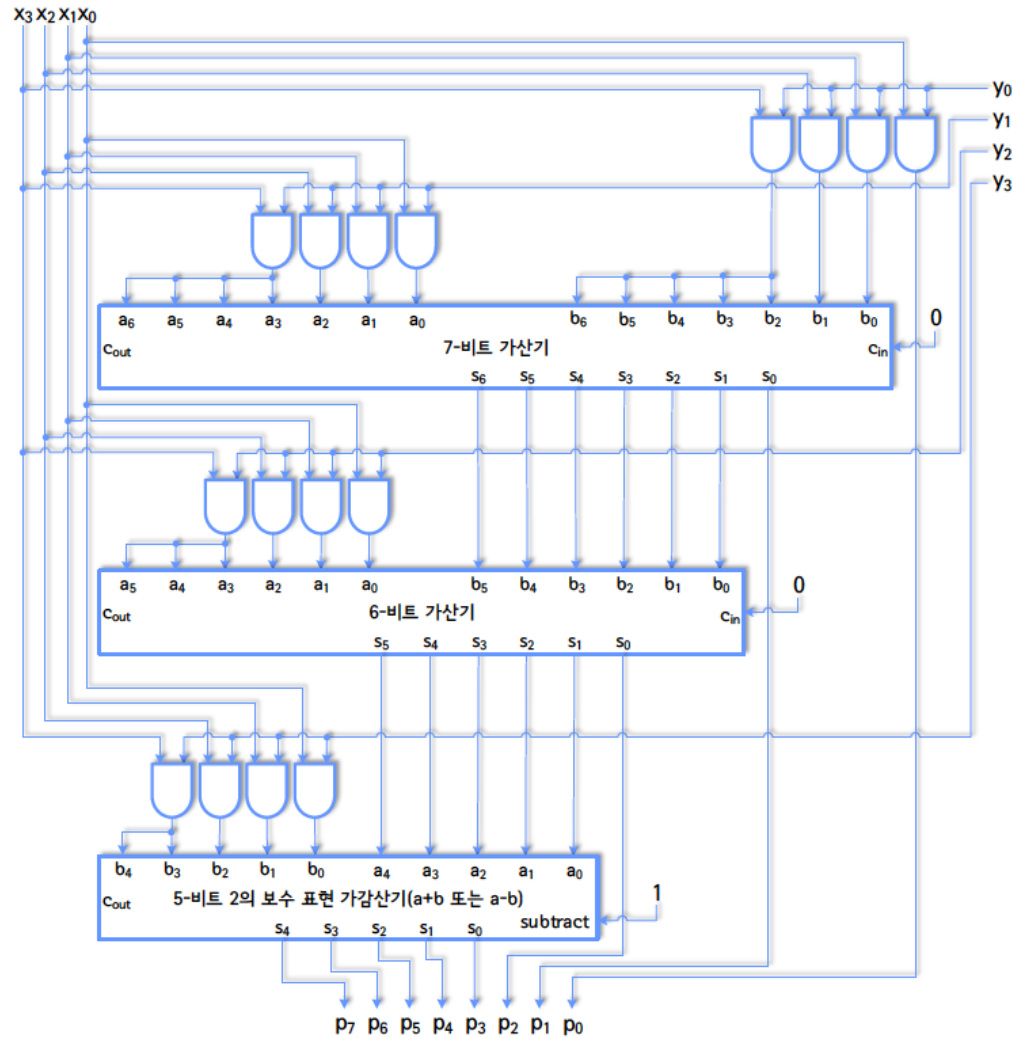 x₃ x₂ x₁ x₀
y₀
y₁
y₂
y₃
a₆ a₅ a₄ a₃ a₂ a₁ a₀ b₆ b₅ b₄ b₃ b₂ b₁ b₀ 0
cout 7-비트 가산기 cin
s₆ s₅ s₄ s₃ s₂ s₁ s₀
a₅ a₄ a₃ a₂ a₁ a₀ b₅ b₄ b₃ b₂ b₁ b₀ 0
cout 6-비트 가산기 cin
s₅ s₄ s₃ s₂ s₁ s₀
b₄ b₃ b₂ b₁ b₀ a₄ a₃ a₂ a₁ a₀
cout 5-비트 2의 보수 표현 가감산기(a+b 또는 a-b) 1
subtract
s₄ s₃ s₂ s₁ s₀
p₇ p₆ p₅ p₄ p₃ p₂ p₁ p₀